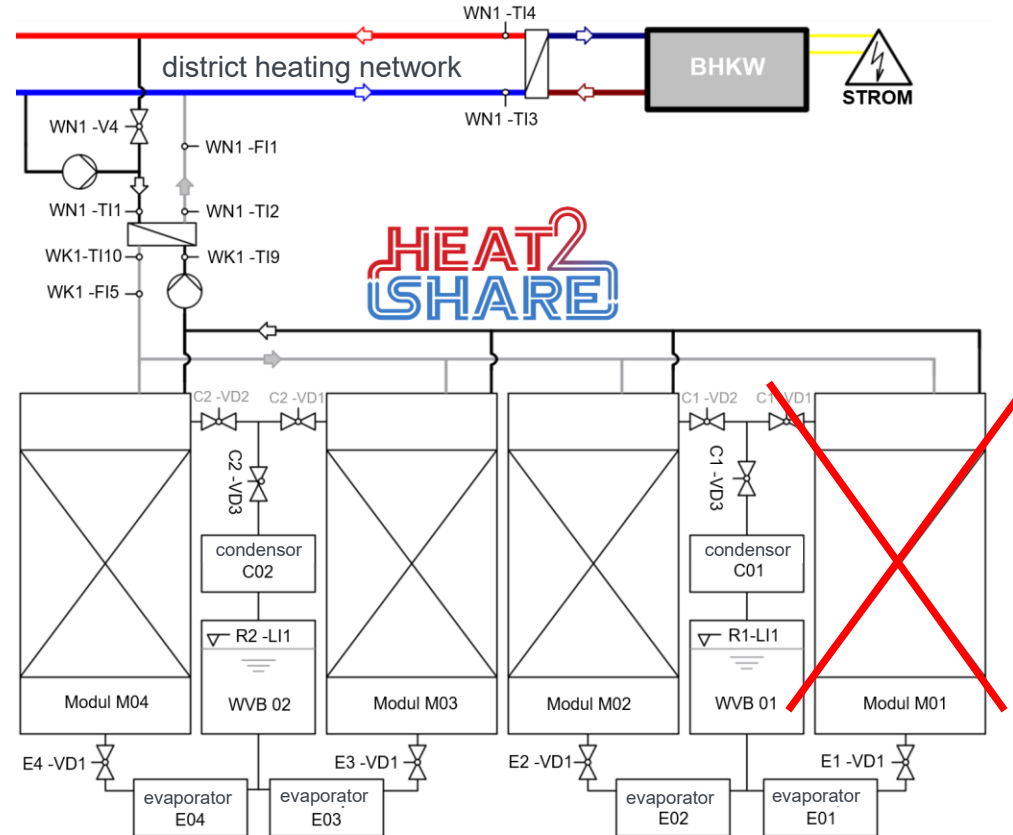 WN1 -TI4
district heating network
BHKW
STROM
WN1 -V4
WN1 -TI3
WN1 -FI1
WN1 -TI1
WN1 -TI2
WK1-TI10
WK1 -TI9
WK1 -FI5
HEAT2
SHARE
C2 -VD2
C2 -VD1
C1 -VD2
C1 -VD1
C2 -VD3
C1 -VD3
condensor
C02
condensor
C01
R2 -LI1
R1-LI1
Modul M04
WVB 02
Modul M03
Modul M02
WVB 01
Modul M01
E4 -VD1
E3 -VD1
E2 -VD1
E1 -VD1
evaporator
E04
evaporator
E03
evaporator
E02
evaporator
E01